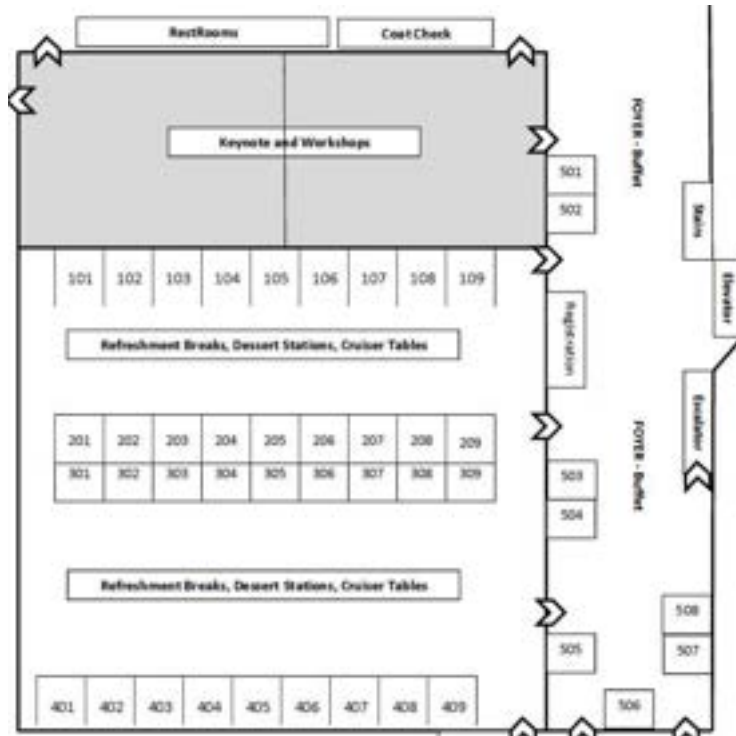 RestRooms
Coat Check
Keynote and Workshops
FOYER - Buffet
501
502
Mains
Elevator
101 102 103 104 105 106 107 108 109
Registration
Refreshment Breaks, Dessert Stations, Cruiser Tables
Escalator
201 202 203 204 205 206 207 208 209
301 302 303 304 305 306 307 308 309
FOYER - Buffet
503
504
Refreshment Breaks, Dessert Stations, Cruiser Tables
508
505
507
401 402 403 404 405 406 407 408 409
506